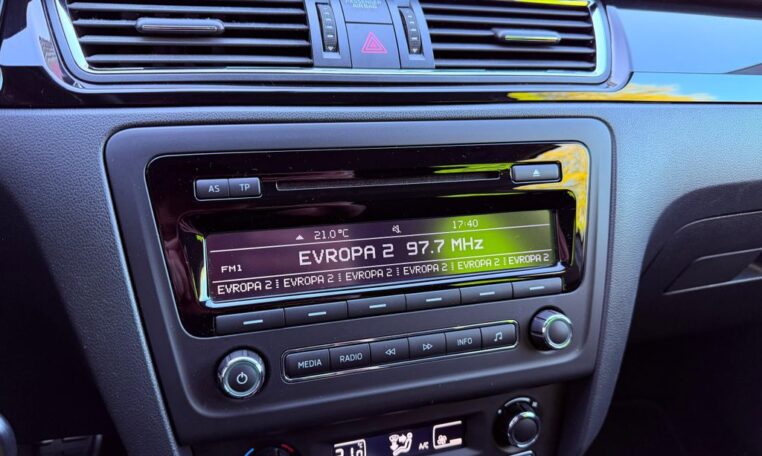 PASSENGER
AIRBAG
AS TP
21.0°C 17:40
EVROPA 2 97.7 MHz
FM1
EVROPA 2 EVROPA 2 EVROPA 2 EVROPA 2 EVROPA 2 EVROPA 2
MEDIA RADIO INFO
A/C